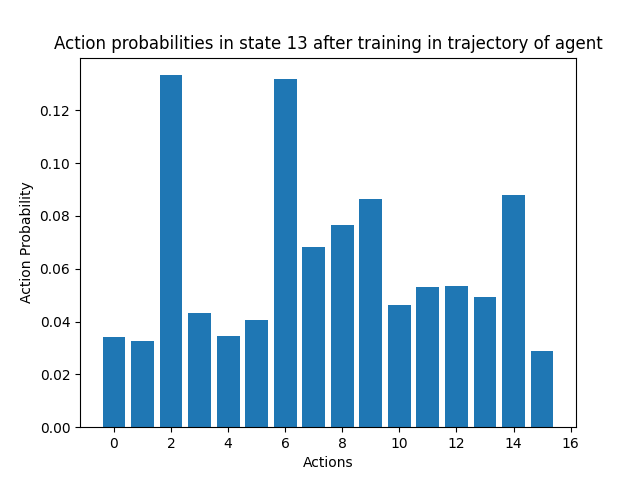 Action probabilities in state 13 after training in trajectory of agent
0.12
0.10
0.08
0.06
0.04
0.02
0.00
Action Probability
0 2 4 6 8 10 12 14 16
Actions